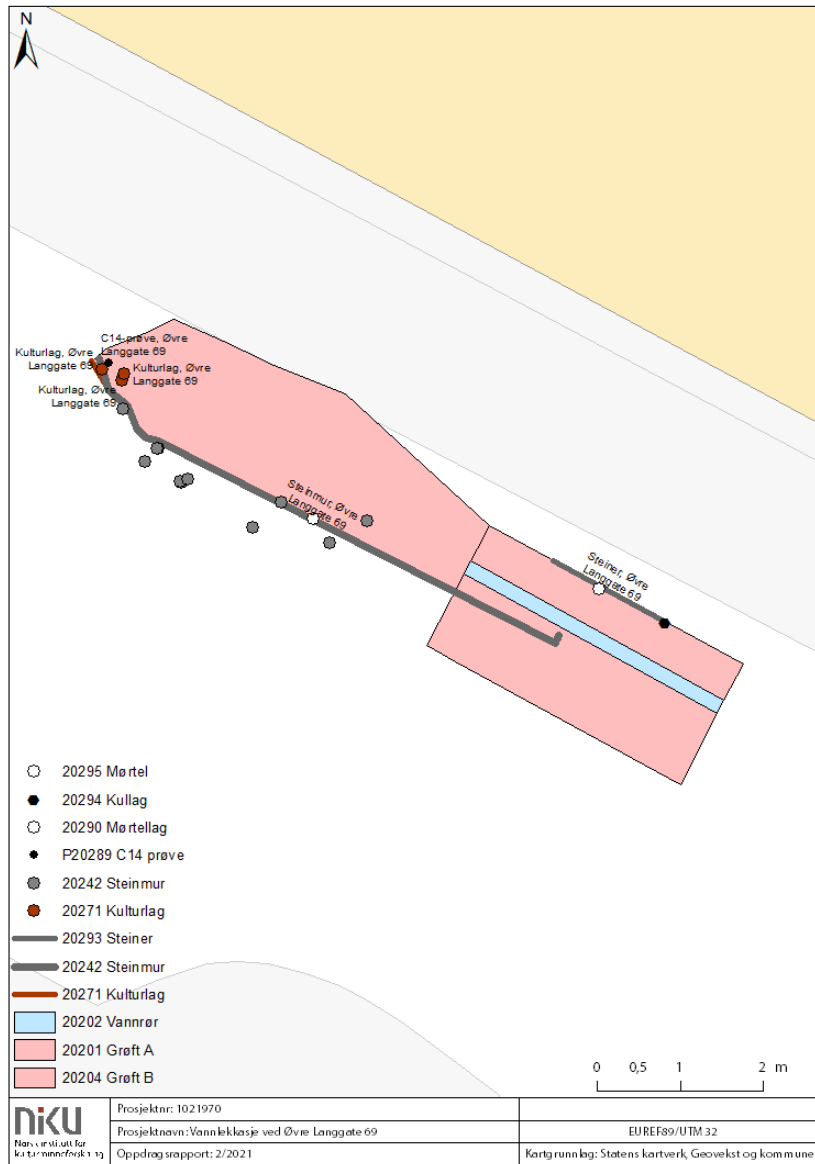 N
C14-prøve, Øvre
Langgate 69
Kulturlag, Øvre
Langgate 69
Kulturlag, Øvre
Langgate 69
Kulturlag, Øvre
Langgate 69
Steinmur, Øvre
Langgate 69
Steiner, Øvre
Langgate 69
20295 Mørtel
20294 Kullag
20290 Mørtellag
P20289 C14 prøve
20242 Steinmur
20271 Kulturlag
20293 Steiner
20242 Steinmur
20271 Kulturlag
20202 Vannrør
20201 Grøft A
20204 Grøft B
0 0,5 1 2 m
NIKU
Norsk institutt for
kulturminneforskning
Prosjektnr: 1021970
Prosjektnavn: Vannlekkasje ved Øvre Langgate 69
EUREF89/UTM 32
Oppdragsrapport: 2/2021
Kartgrunnlag: Statens kartverk, Geovekst og kommune